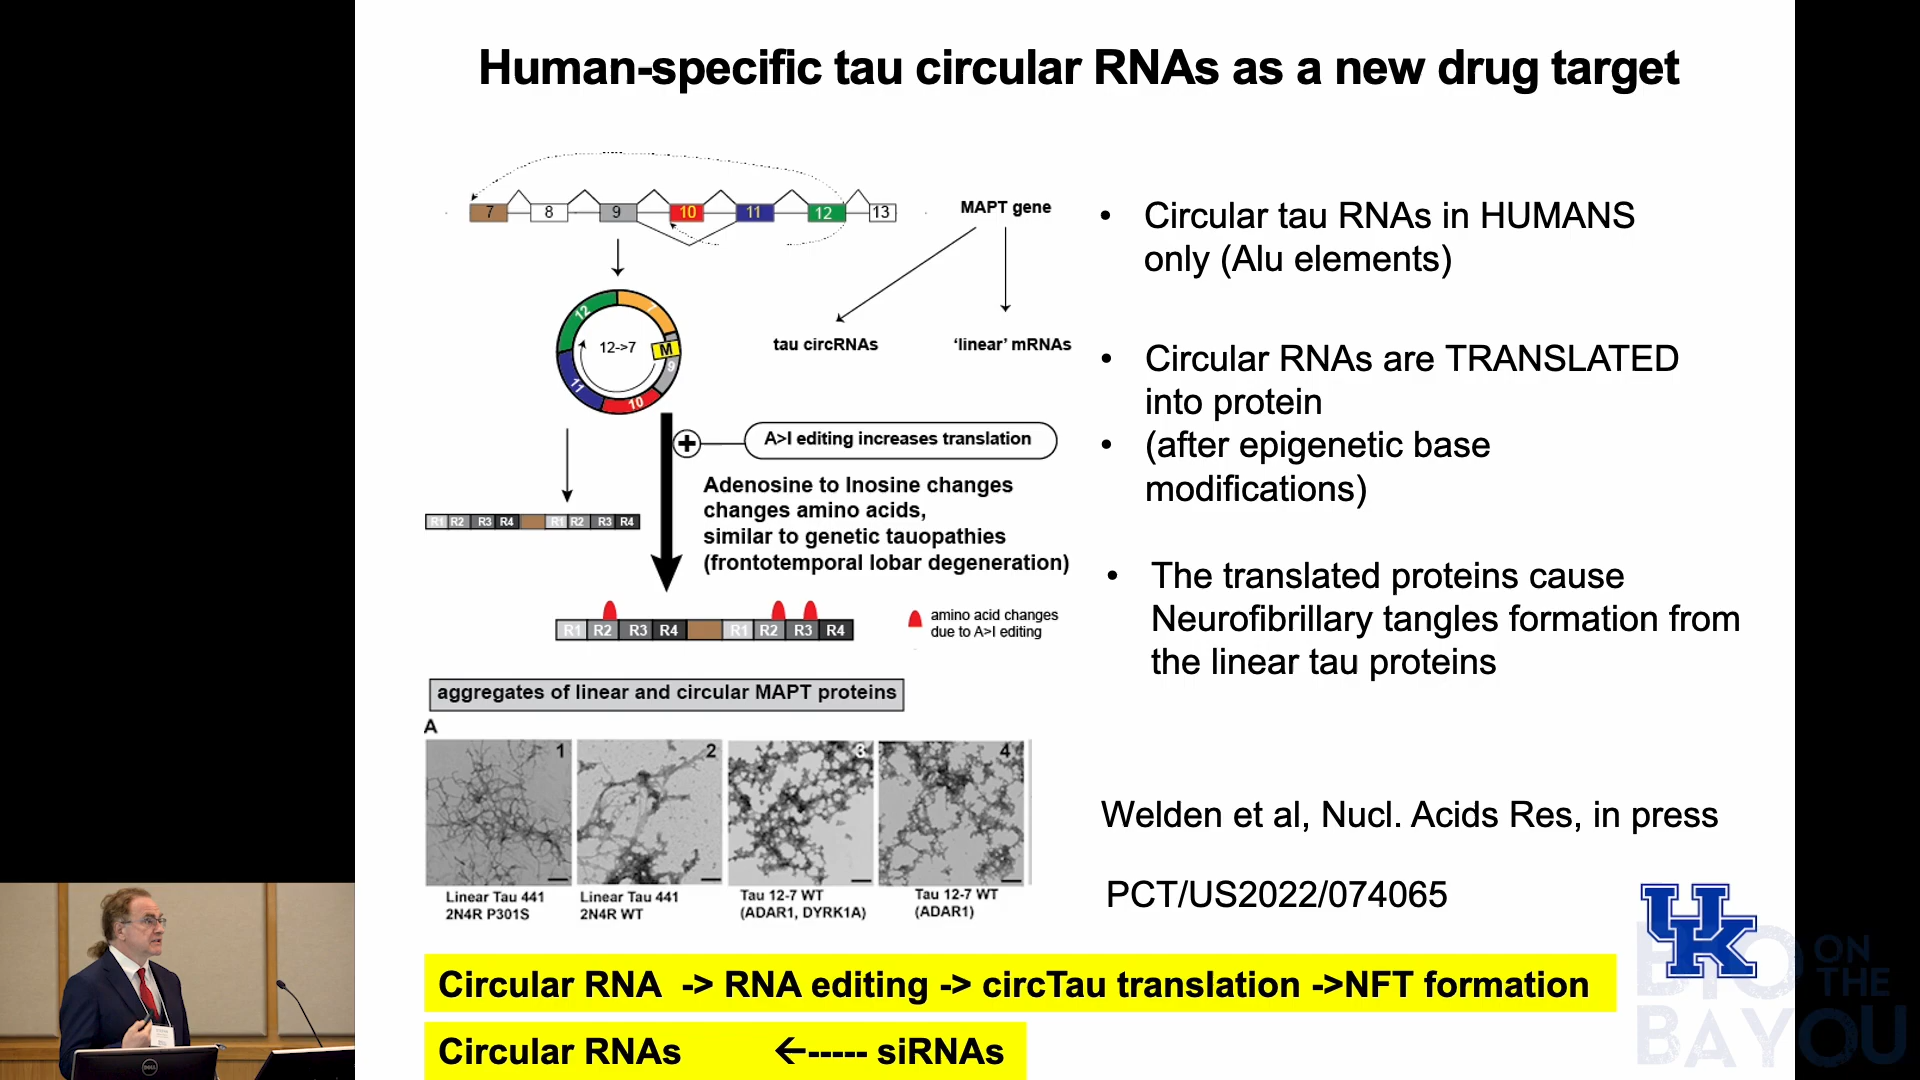 Human-specific tau circular RNAs as a new drug target
7
8
9
10
11
12
13
MAPT gene
tau circRNAs
‘linear’ mRNAs
12
7
M
9
10
11
12->7
+
A>I editing increases translation
Adenosine to Inosine changes
changes amino acids,
similar to genetic tauopathies
(frontotemporal lobar degeneration)
R1 R2 R3 R4 R1 R2 R3 R4
R1 R2 R3 R4 R1 R2 R3 R4
amino acid changes
due to A>I editing
aggregates of linear and circular MAPT proteins
A
1
2
3
4
Linear Tau 441
2N4R P301S
Linear Tau 441
2N4R WT
Tau 12-7 WT
(ADAR1, DYRK1A)
Tau 12-7 WT
(ADAR1)
• Circular tau RNAs in HUMANS
only (Alu elements)
• Circular RNAs are TRANSLATED
into protein
• (after epigenetic base
modifications)
• The translated proteins cause
Neurofibrillary tangles formation from
the linear tau proteins
Welden et al, Nucl. Acids Res, in press
PCT/US2022/074065
Circular RNA -> RNA editing -> circTau translation ->NFT formation
Circular RNAs ←----- siRNAs
UK
BIO ON THE
BAYOU
DELL